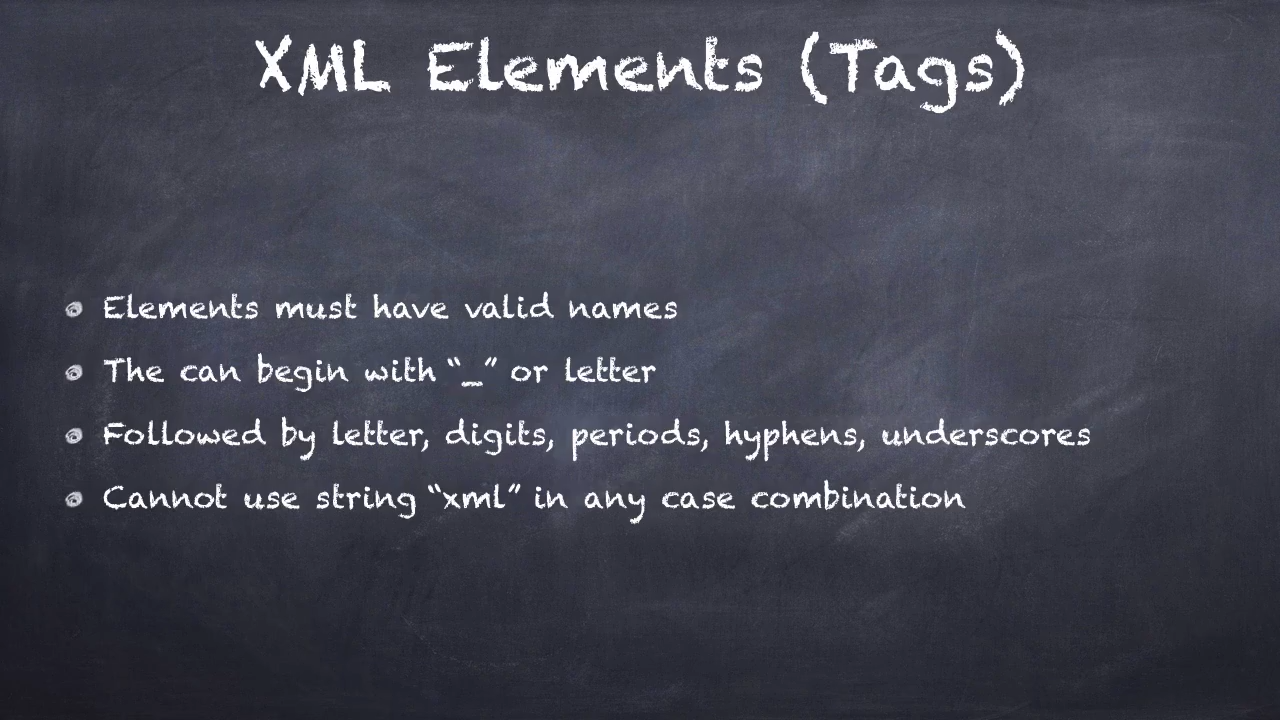 XML Elements (Tags)
Elements must have valid names
The can begin with “_” or letter
Followed by letter, digits, periods, hyphens, underscores
Cannot use string “xml” in any case combination